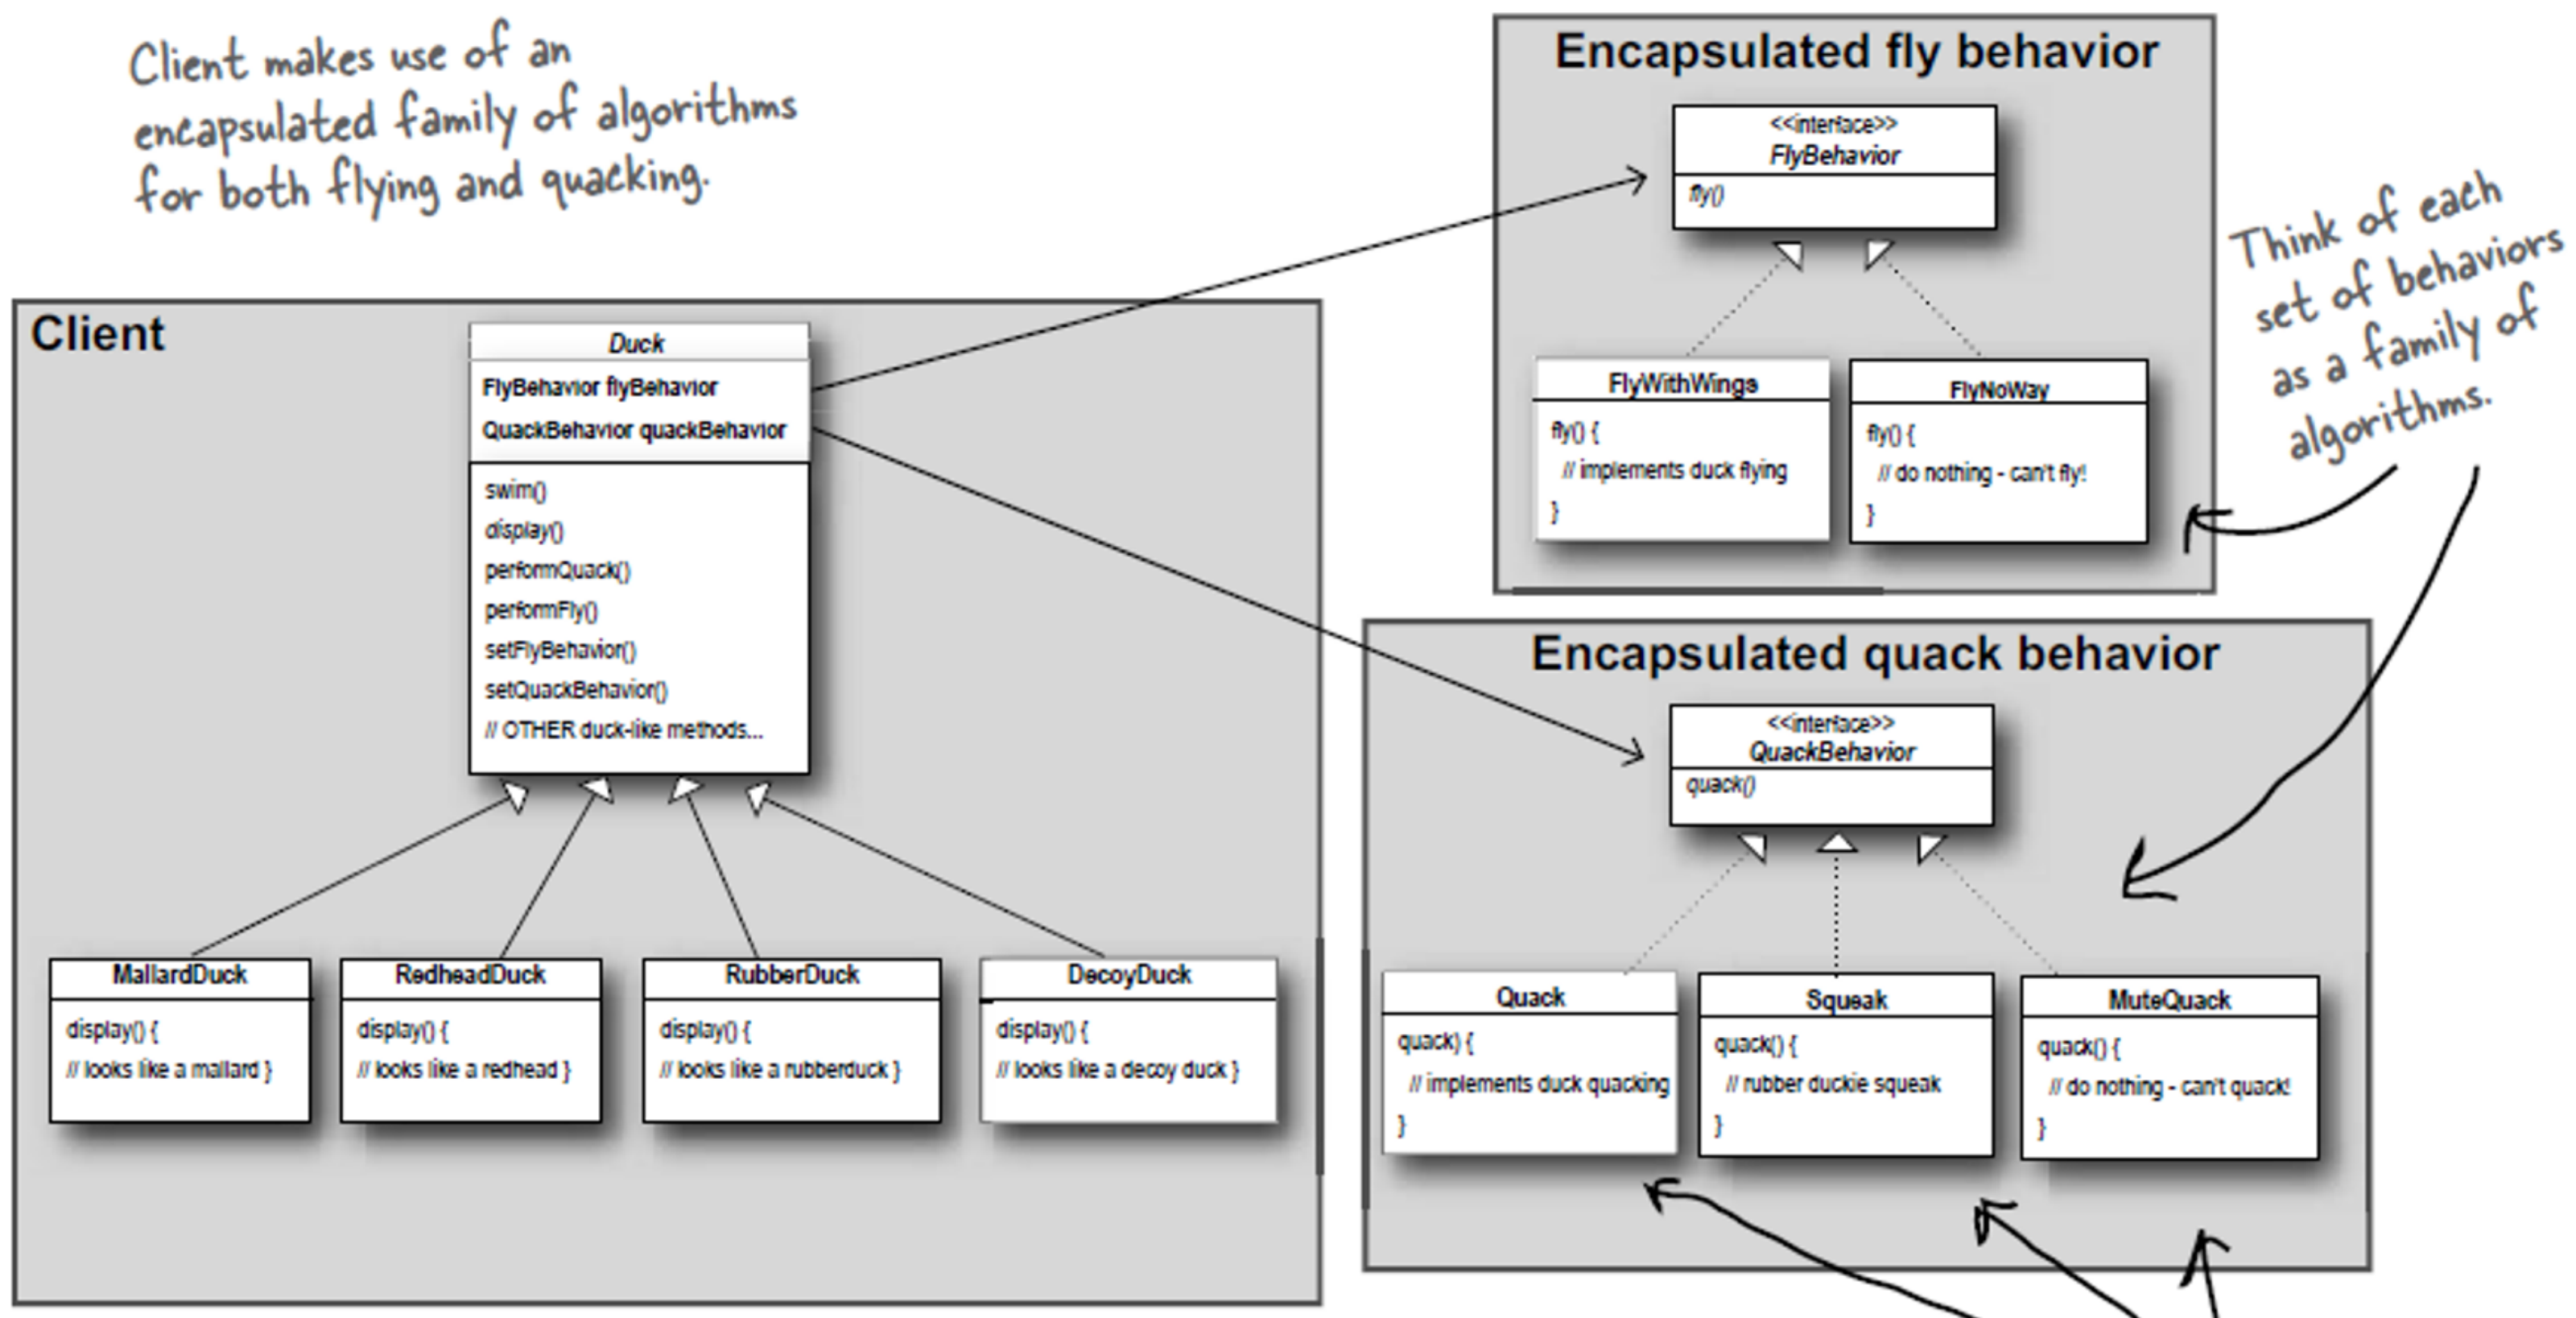 Client makes use of an
encapsulated family of algorithms
for both flying and quacking.
Encapsulated fly behavior
<<interface>>
FlyBehavior
fly()
FlyWithWings
fly() {
// implements duck flying
}
FlyNoWay
fly() {
// do nothing - can't fly!
}
Think of each
set of behaviors
as a family of
algorithms.
Client
Duck
FlyBehavior flyBehavior
QuackBehavior quackBehavior
swim()
display()
performQuack()
performFly()
setFlyBehavior()
setQuackBehavior()
// OTHER duck-like methods...
MallardDuck
display() {
// looks like a mallard }
RedheadDuck
display() {
// looks like a redhead }
RubberDuck
display() {
// looks like a rubberduck }
DecoyDuck
display() {
// looks like a decoy duck }
Encapsulated quack behavior
<<interface>>
QuackBehavior
quack()
Quack
quack) {
// implements duck quacking
}
Squeak
quack() {
// rubber duckie squeak
}
MuteQuack
quack() {
// do nothing - can't quack!
}